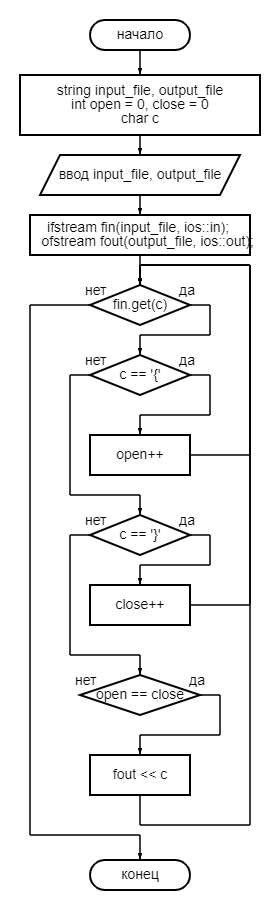 начало
string input_file, output_file
int open = 0, close = 0
char c
ввод input_file, output_file
ifstream fin(input_file, ios::in);
ofstream fout(output_file, ios::out);
нет
да
fin.get(c)
нет
да
c == '{'
open++
нет
да
c == '}'
close++
нет
да
open == close
fout << c
конец